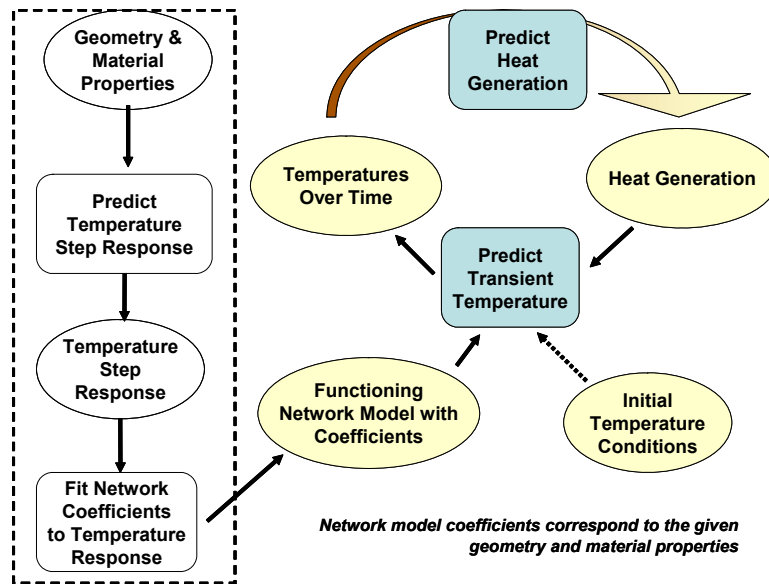 Geometry &
Material
Properties
Predict
Temperature
Step Response
Temperature
Step
Response
Fit Network
Coefficients
to Temperature
Response
Predict
Heat
Generation
Temperatures
Over Time
Heat Generation
Predict
Transient
Temperature
Functioning
Network Model with
Coefficients
Initial
Temperature
Conditions
Network model coefficients correspond to the given
geometry and material properties